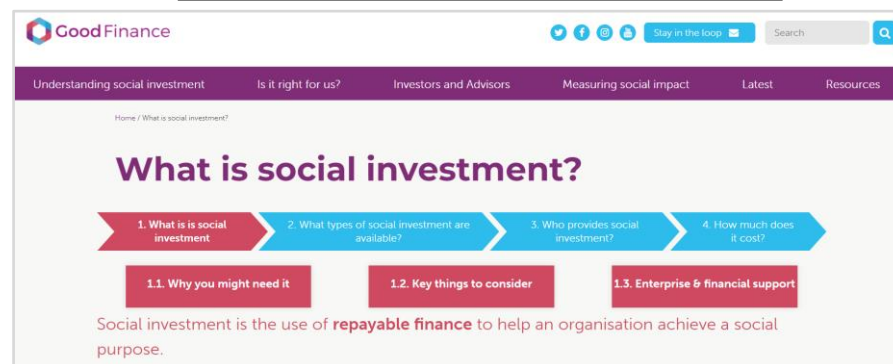 GoodFinance
Stay in the loop
Search
Understanding social investment Is it right for us? Investors and Advisors Measuring social impact Latest Resources
Home / What is social investment?
What is social investment?
1. What is is social
investment
2. What types of social investment are
available?
3. Who provides social
investment?
4. How much does
it cost?
1.1. Why you might need it
1.2. Key things to consider
1.3. Enterprise & financial support
Social investment is the use of repayable finance to help an organisation achieve a social
purpose.